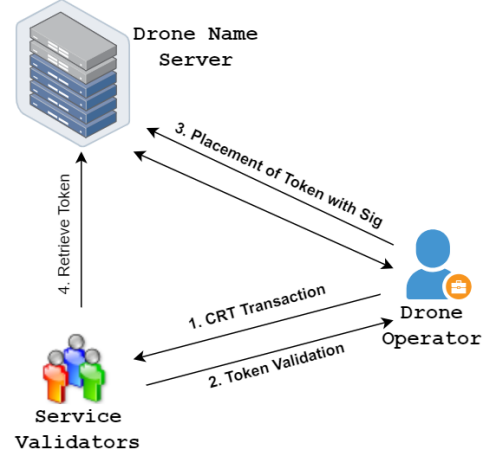 Drone Name
Server
3. Placement of Token with Sig
4. Retrieve Token
1. CRT Transaction
2. Token Validation
Drone
Operator
Service
Validators